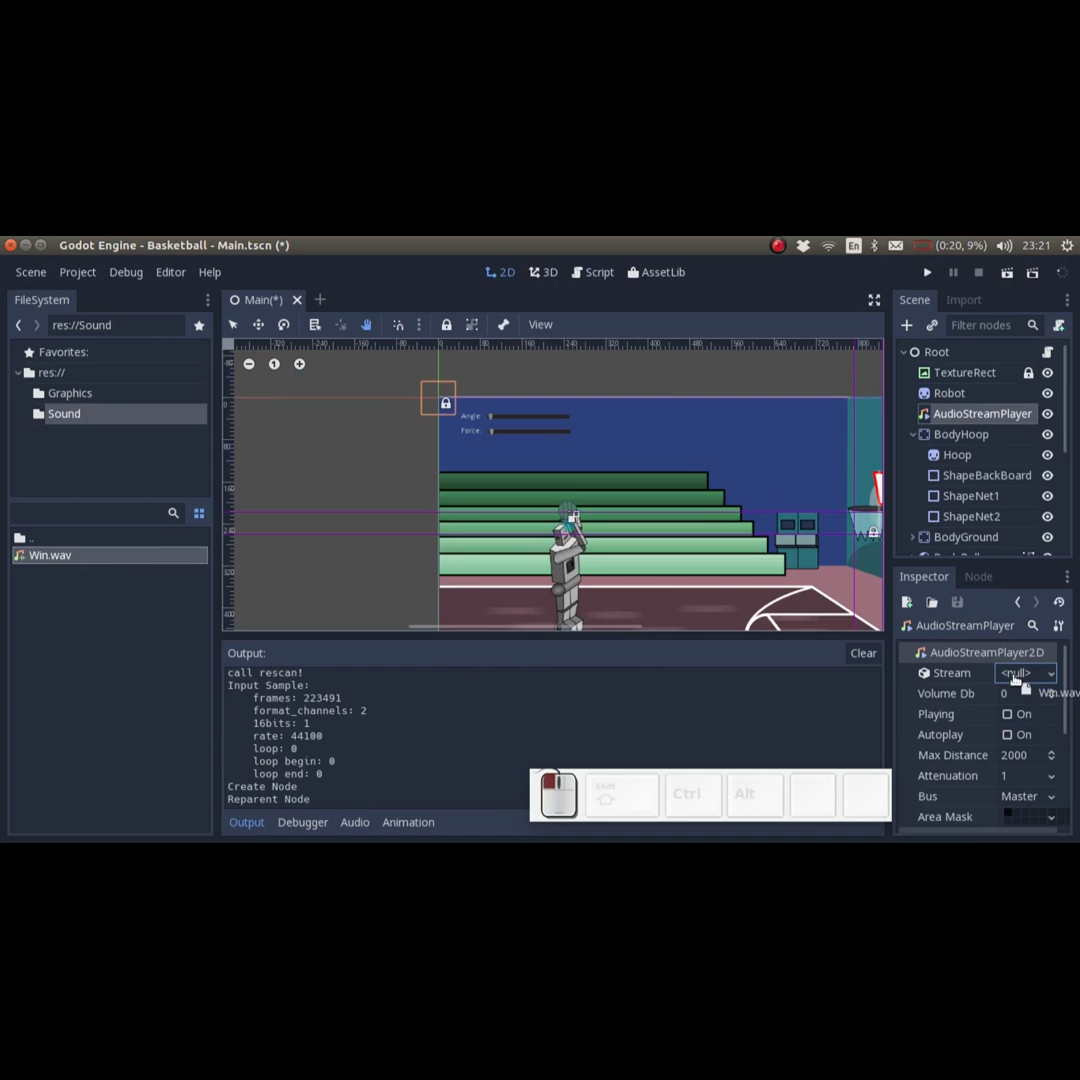 Godot Engine - Basketball - Main.tscn (*)
En
(0:20, 9%)
23:21
Scene Project Debug Editor Help
2D 3D Script AssetLib
FileSystem
Main(*)
Scene Import
res://Sound
View
Filter nodes
Favorites:
res://
Graphics
Sound
..
Win.wav
Angle:
Force:
Root
TextureRect
Robot
AudioStreamPlayer
BodyHoop
Hoop
ShapeBackBoard
ShapeNet1
ShapeNet2
BodyGround
Inspector Node
AudioStreamPlayer
AudioStreamPlayer2D
Stream <null>
Win.wav
Volume Db 0
Playing On
Autoplay On
Max Distance 2000
Attenuation 1
Bus Master
Area Mask
Output:
Clear
call rescan!
Input Sample:
frames: 223491
format_channels: 2
16bits: 1
rate: 44100
loop: 0
loop begin: 0
loop end: 0
Create Node
Reparent Node
Shift
Ctrl
Alt
Output Debugger Audio Animation